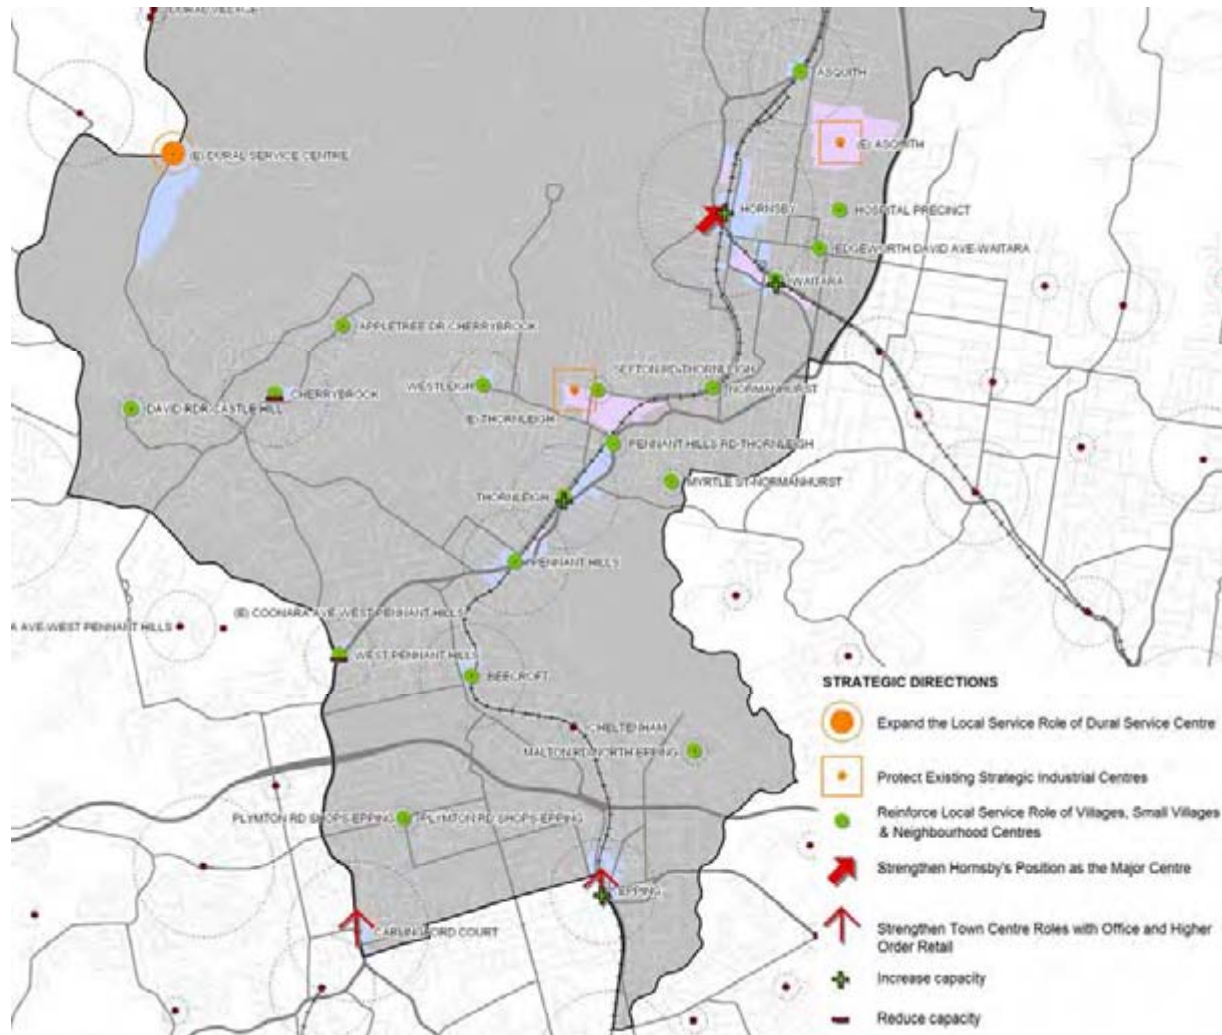 DURAL VILLAGE
ASQUITH
(E) ASQUITH
(E) DURAL SERVICE CENTRE
HORNSBY
HOSPITAL PRECINCT
EDGEWORTH DAVID AVE-WAITARA
WAITARA
APPLETREE DR-CHERRYBROOK
SEFTON RD-THORNLEIGH
WESTLEIGH
NORMANHURST
CHERRYBROOK
DAVID RDR-CASTLE HILL
(E)-THORNLEIGH
PENNANT HILLS RD-THORNLEIGH
MYRTLE ST-NORMANHURST
THORNLEIGH
PENNANT HILLS
(E) COONARA AVE-WEST PENNANT HILLS
A AVE-WEST PENNANT HILLS
WEST PENNANT HILLS
BEECROFT
CHELTENHAM
MALTON RD-NORTH EPPING
PLYMTON RD SHOPS-EPPING
PLYMTON RD SHOPS-EPPING
EPPING
CARLINGFORD COURT
STRATEGIC DIRECTIONS
Expand the Local Service Role of Dural Service Centre
Protect Existing Strategic Industrial Centres
Reinforce Local Service Role of Villages, Small Villages
& Neighbourhood Centres
Strengthen Hornsby's Position as the Major Centre
Strengthen Town Centre Roles with Office and Higher
Order Retail
Increase capacity
Reduce capacity